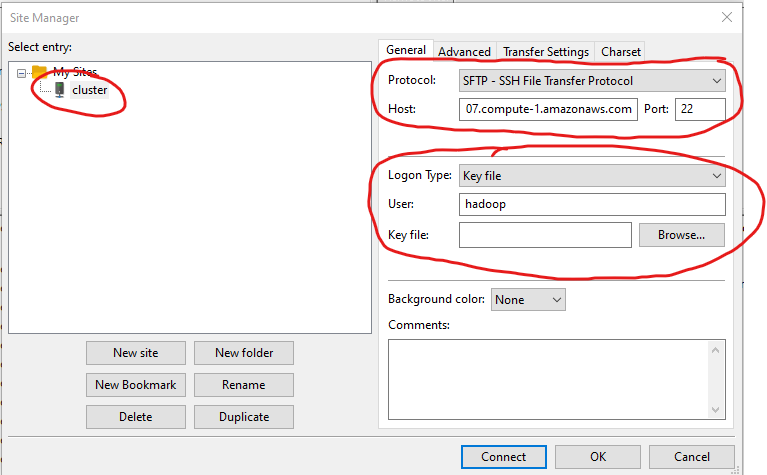 Site Manager
Select entry:
My Sites
cluster
New site New folder
New Bookmark Rename
Delete Duplicate
General Advanced Transfer Settings Charset
Protocol: SFTP - SSH File Transfer Protocol
Host: 07.compute-1.amazonaws.com Port: 22
Logon Type: Key file
User: hadoop
Key file: Browse...
Background color: None
Comments:
Connect OK Cancel